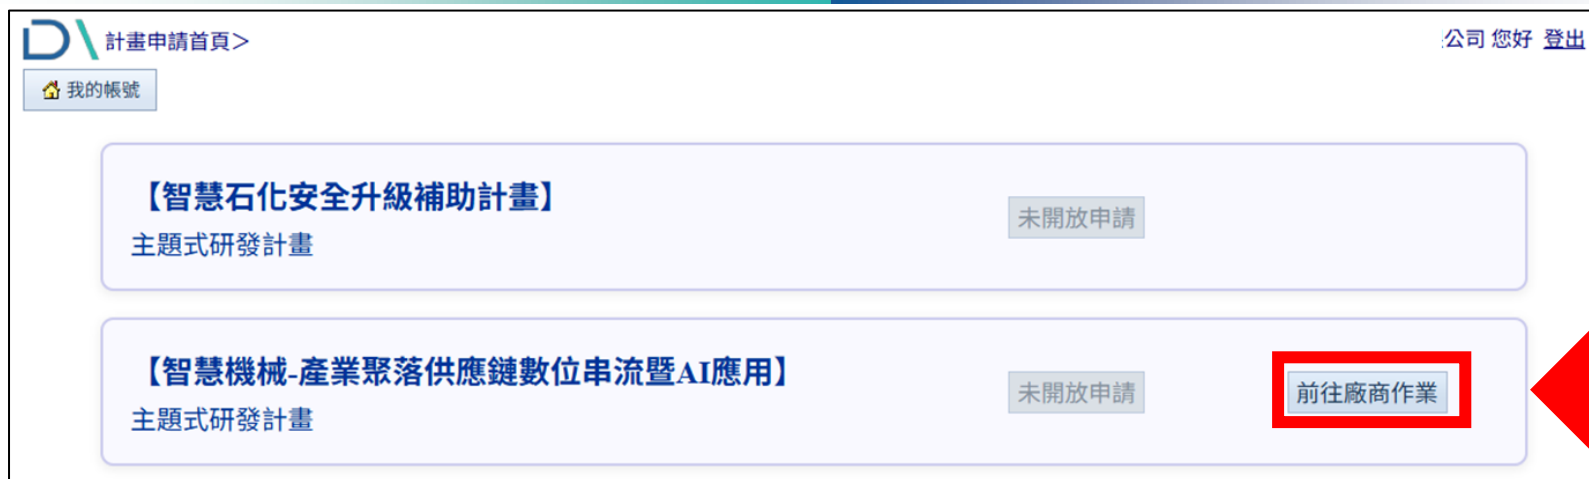 計畫申請首頁＞
公司 您好 登出
我的帳號
【智慧石化安全升級補助計畫】
主題式研發計畫
未開放申請
【智慧機械-產業聚落供應鏈數位串流暨AI應用】
主題式研發計畫
未開放申請
前往廠商作業